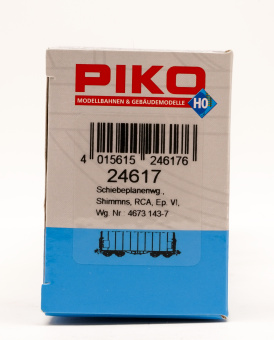 PIKO
MODELLBAHNEN & GEBÄUDEMODELLE
H0
4 015615 246176
24617
Schiebeplanenwg.,
Shimmns, RCA, Ep. VI,
Wg. Nr. 4673 143-7